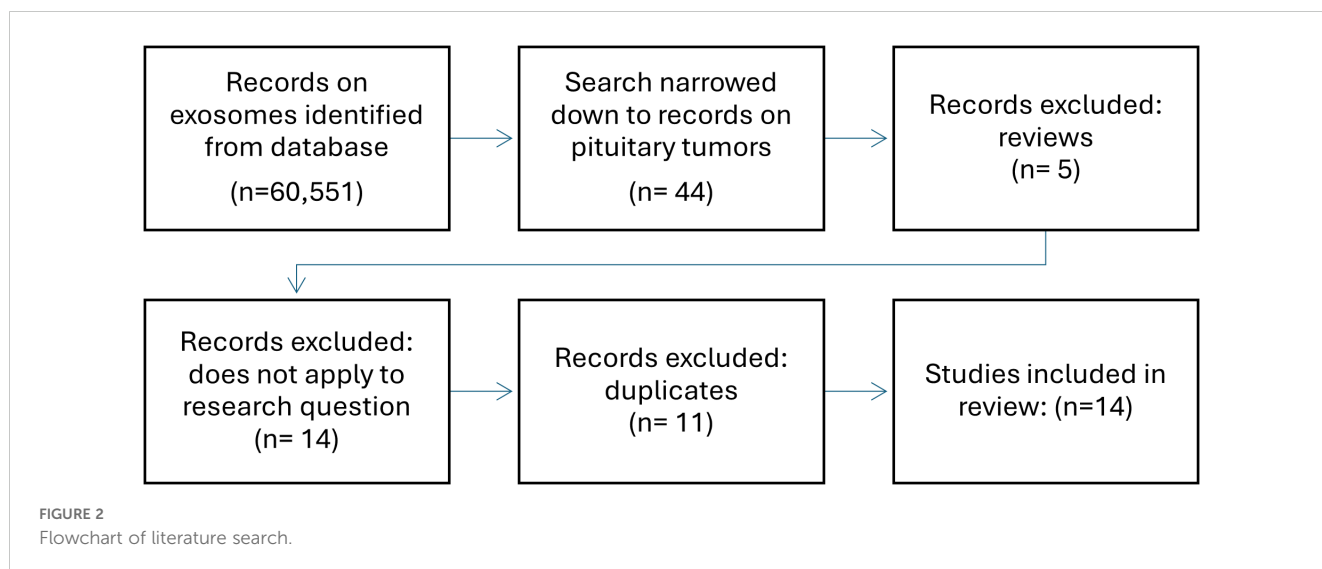 Records on
exosomes identified
from database
(n=60,551)
Search narrowed
down to records on
pituitary tumors
(n= 44)
Records excluded:
reviews
(n= 5)
Records excluded:
does not apply to
research question
(n= 14)
Records excluded:
duplicates
(n= 11)
Studies included in
review: (n=14)
FIGURE 2
Flowchart of literature search.